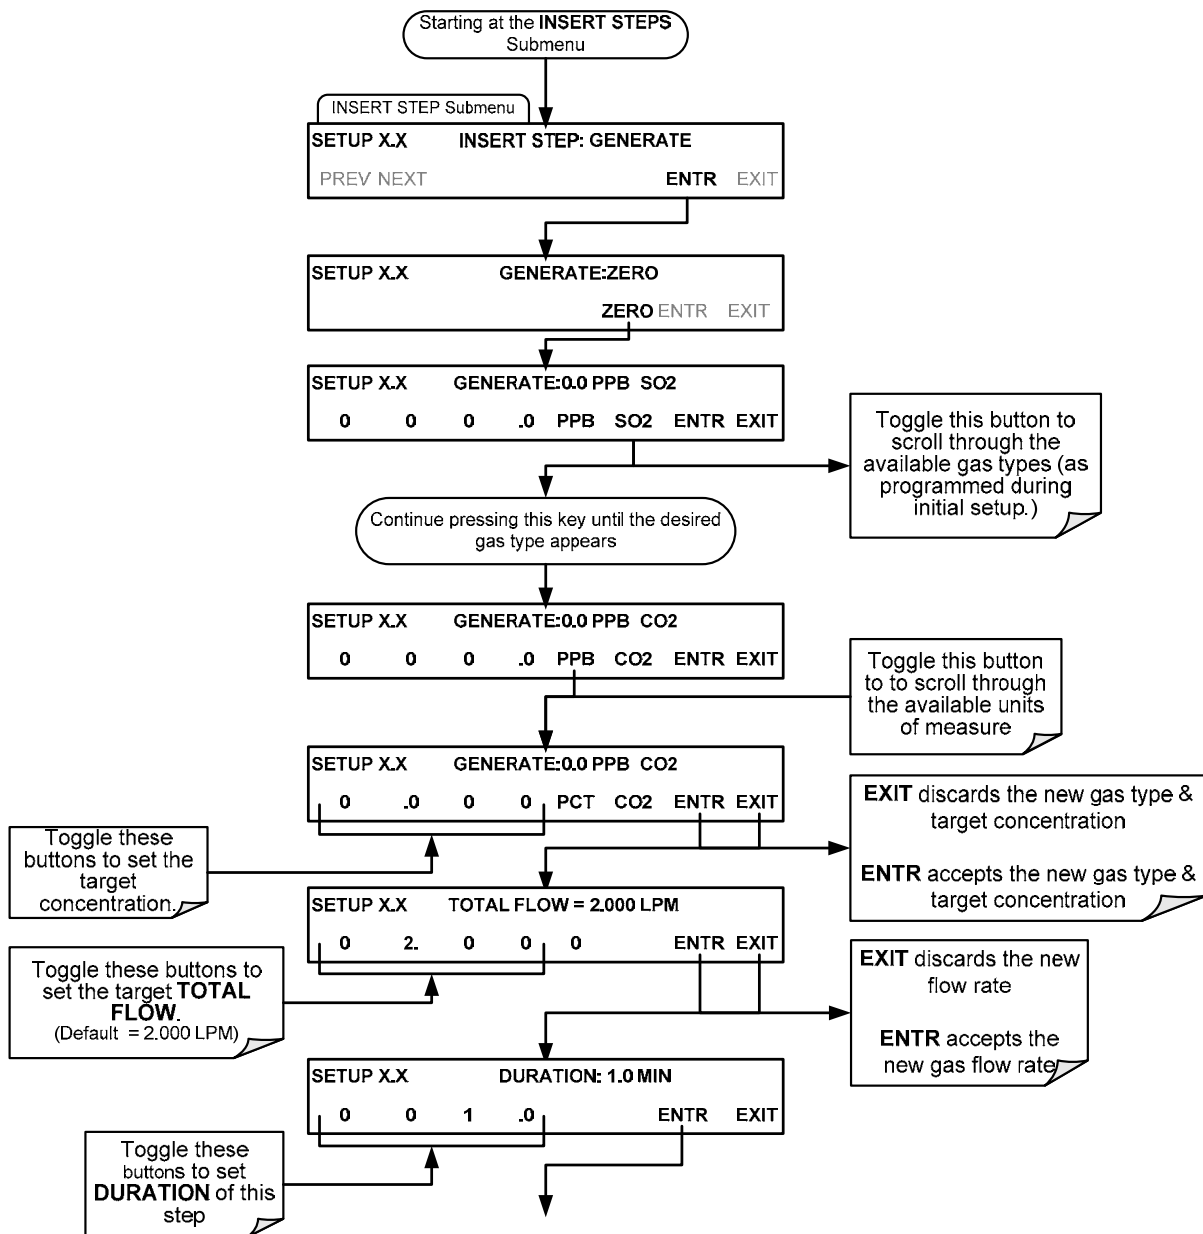 Starting at the INSERT STEPS
Submenu
INSERT STEP Submenu
SETUP X.X INSERT STEP: GENERATE
PREV NEXT ENTR EXIT
SETUP X.X GENERATE:ZERO
ZERO ENTR EXIT
SETUP X.X GENERATE:0.0 PPB SO2
0 0 0 .0 PPB SO2 ENTR EXIT
Toggle this button to
scroll through the
available gas types (as
programmed during
initial setup.)
Continue pressing this key until the desired
gas type appears
SETUP X.X GENERATE:0.0 PPB CO2
0 0 0 .0 PPB CO2 ENTR EXIT
Toggle this button
to to scroll through
the available units
of measure
SETUP X.X GENERATE:0.0 PPB CO2
0 .0 0 0 PCT CO2 ENTR EXIT
EXIT discards the new gas type &
target concentration
ENTR accepts the new gas type &
target concentration
Toggle these
buttons to set the
target
concentration.
SETUP X.X TOTAL FLOW = 2.000 LPM
0 2. 0 0 0 ENTR EXIT
Toggle these buttons to
set the target TOTAL
FLOW.
(Default = 2.000 LPM)
EXIT discards the new
flow rate
ENTR accepts the
new gas flow rate
SETUP X.X DURATION: 1.0 MIN
0 0 1 .0 ENTR EXIT
Toggle these
buttons to set
DURATION of this
step